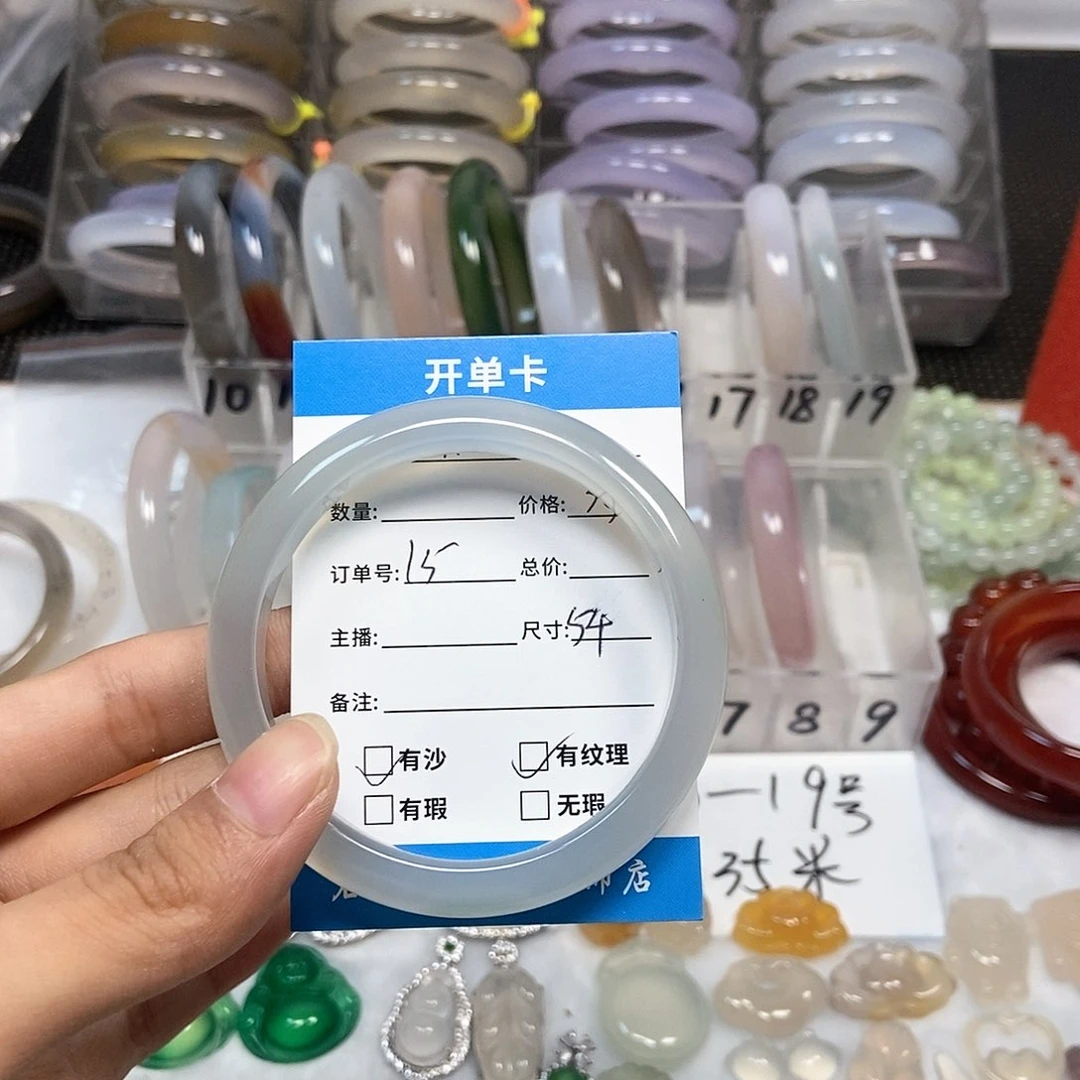 开单卡
10
17 18 19
数量:
价格:
订单号: 15
总价:
主播:
尺寸: 54
备注:
有沙
有纹理
有瑕
无瑕
7 8 9
一19号
35米
店